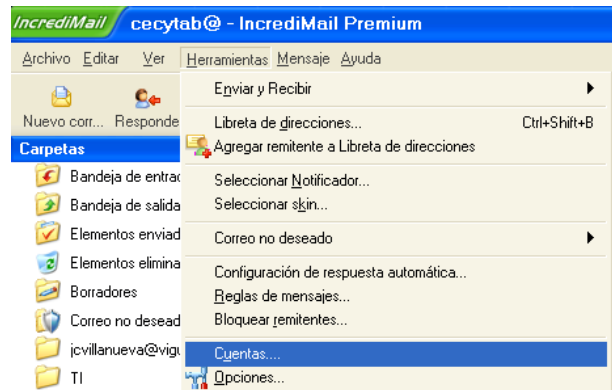 IncrediMail cecytab@ - IncrediMail Premium
Archivo Editar Ver Herramientas Mensaje Ayuda
Nuevo corr... Responde
Carpetas
Bandeja de entrad
Bandeja de salida
Elementos enviad
Elementos elimina
Borradores
Correo no desead
jcvillanueva@vigu
TI
Enviar y Recibir
Libreta de direcciones... Ctrl+Shift+B
Agregar remitente a Libreta de direcciones
Seleccionar Notificador...
Seleccionar skin...
Correo no deseado
Configuración de respuesta automática...
Reglas de mensajes...
Bloquear remitentes...
Cuentas....
Opciones...